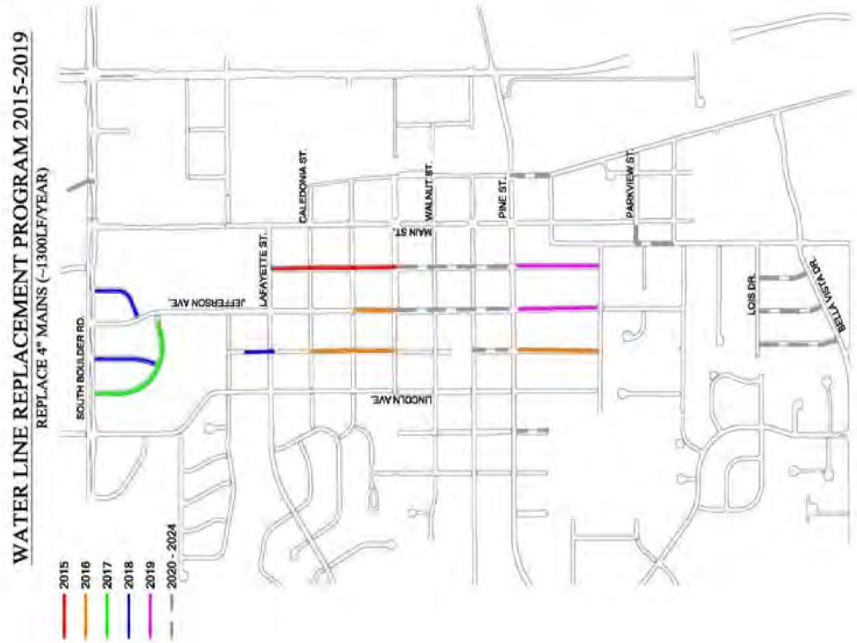 WATER LINE REPLACEMENT PROGRAM 2015-2019
REPLACE 4" MAINS (~1300LF/YEAR)
2015
2016
2017
2018
2019
2020 - 2024
SOUTH BOULDER RD.
JEFFERSON AVE.
LAFAYETTE ST.
CALEDONIA ST.
MAIN ST.
WALNUT ST.
LINCOLN AVE.
PINE ST.
PARKVIEW ST.
LOIS DR.
BELLA VISTA DR.